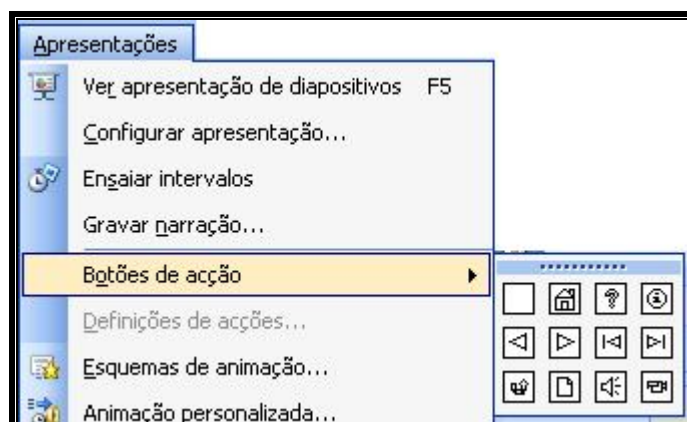 Apresentações
Ver apresentação de diapositivos F5
Configurar apresentação...
Ensaiar intervalos
Gravar narração...
Botões de acção
Definições de acções...
Esquemas de animação...
Animação personalizada...